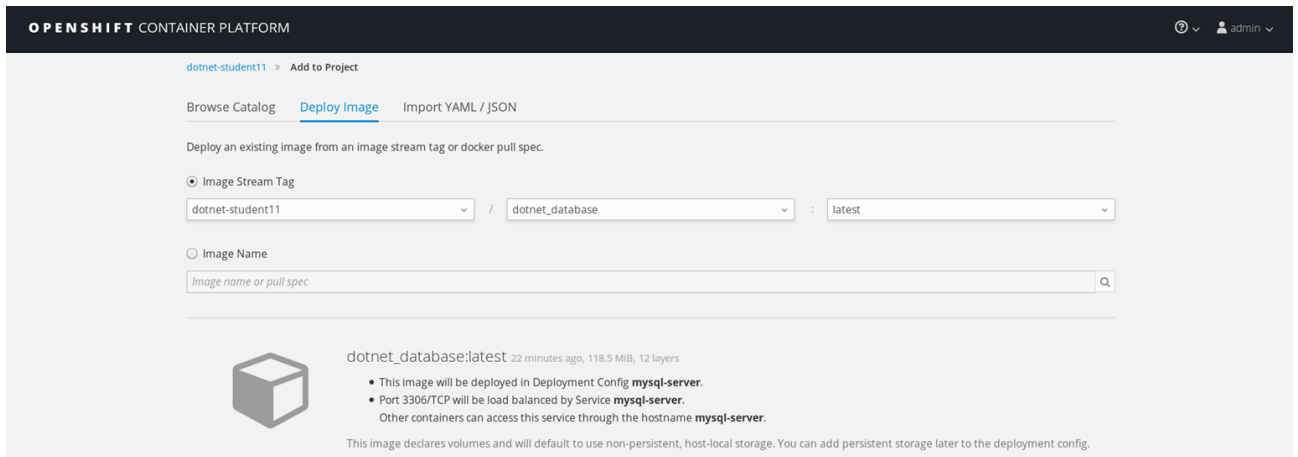 OPENSHIFT CONTAINER PLATFORM
admin
dotnet-student11 » Add to Project
Browse Catalog Deploy Image Import YAML / JSON
Deploy an existing image from an image stream tag or docker pull spec.
Image Stream Tag
dotnet-student11 / dotnet_database : latest
Image Name
Image name or pull spec
dotnet_database:latest 22 minutes ago, 118.5 MiB, 12 layers
• This image will be deployed in Deployment Config mysql-server.
• Port 3306/TCP will be load balanced by Service mysql-server.
Other containers can access this service through the hostname mysql-server.
This image declares volumes and will default to use non-persistent, host-local storage. You can add persistent storage later to the deployment config.